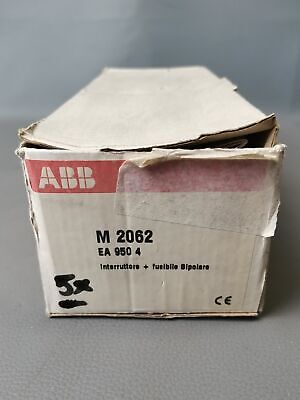 ABB
M 2062
EA 950 4
Interruttore + fusibile Bipolare
5x
CE